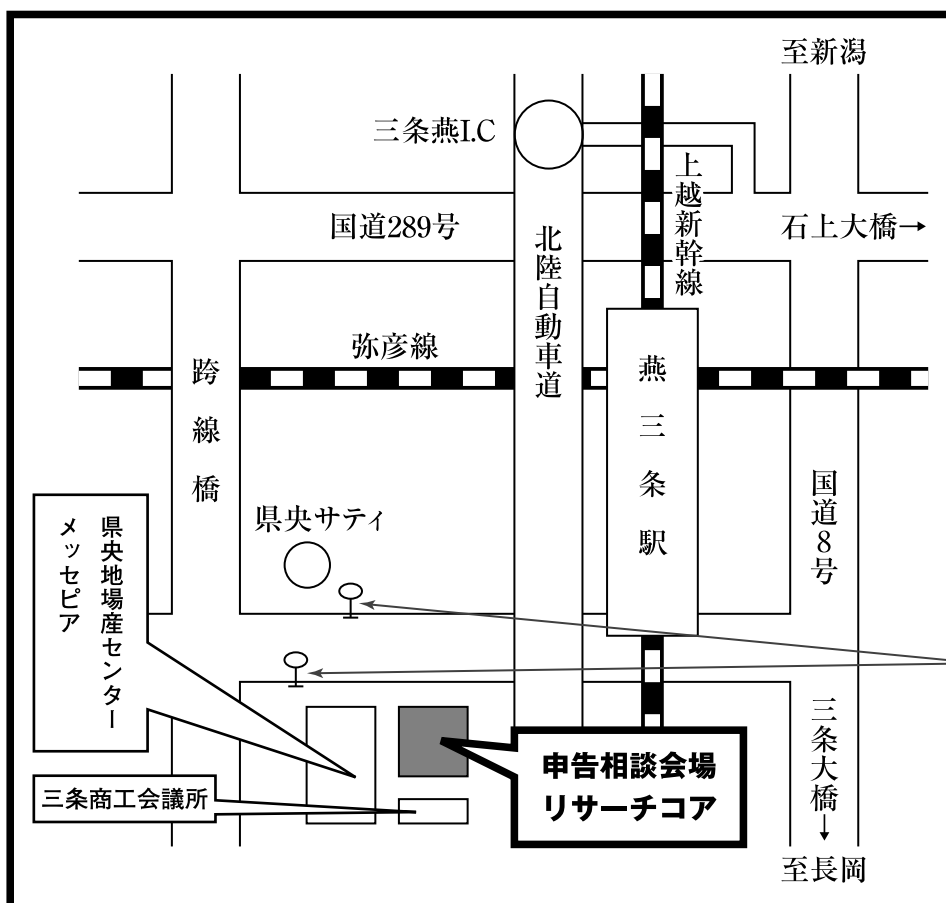 至新潟
三条燕I.C
上越新幹線
国道289号
北陸自動車道
石上大橋→
弥彦線
跨線橋
燕三条駅
国道8号
県央サティ
県央地場産センター
メッセピア
三条大橋→
三条商工会議所
申告相談会場
リサーチコア
至長岡